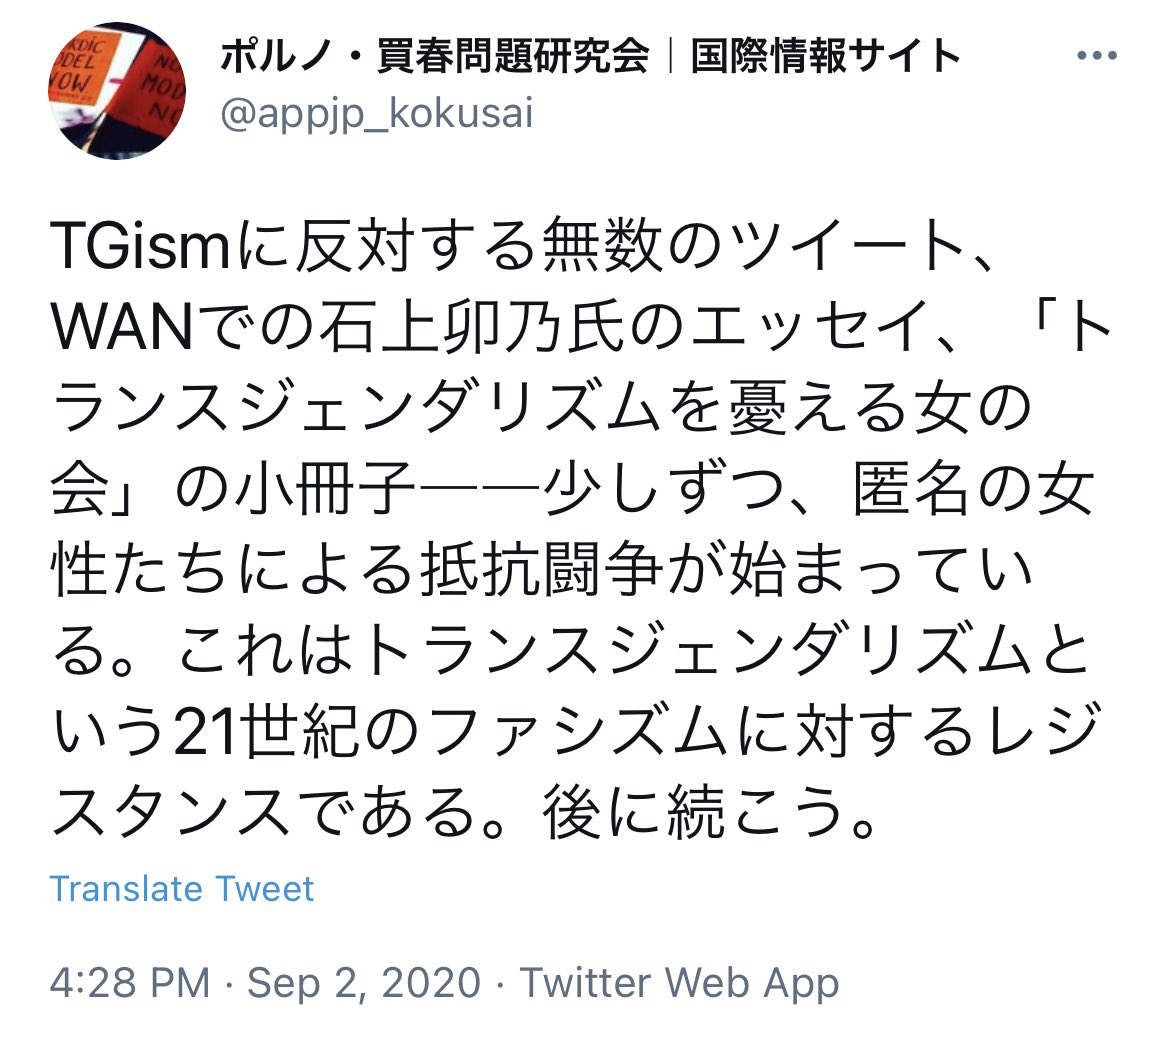 ポルノ・買春問題研究会｜国際情報サイト
@appjp_kokusai
NORDIC MODEL NOW
TGismに反対する無数のツイート、
WANでの石上卯乃氏のエッセイ、「ト
ランスジェンダリズムを憂える女の
会」の小冊子——少しずつ、匿名の女
性たちによる抵抗闘争が始まってい
る。これはトランスジェンダリズムと
いう21世紀のファシズムに対するレジ
スタンスである。後に続こう。
Translate Tweet
4:28 PM · Sep 2, 2020 · Twitter Web App